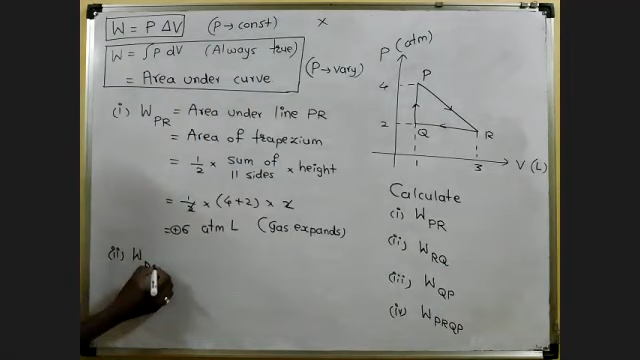 W = P ΔV (P → const) x
W = ∫P dV (Always true)
= Area under curve
(P → vary)
(i) W_PR = Area under line PR
= Area of trapezium
= 1/2 × sum of 11 sides × height
= 1/2 × (4+2) × 2
= ⊕6 atm L (Gas expands)
(ii) W
P (atm)
P
4
2
Q
R
1
3
V (L)
Calculate
(i) W_PR
(ii) W_RQ
(iii) W_QP
(iv) W_PRQP